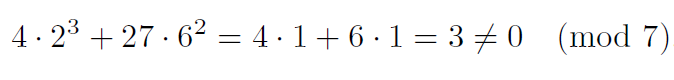 4 · 2³ + 27 · 6² = 4 · 1 + 6 · 1 = 3 ≠ 0 (mod 7)